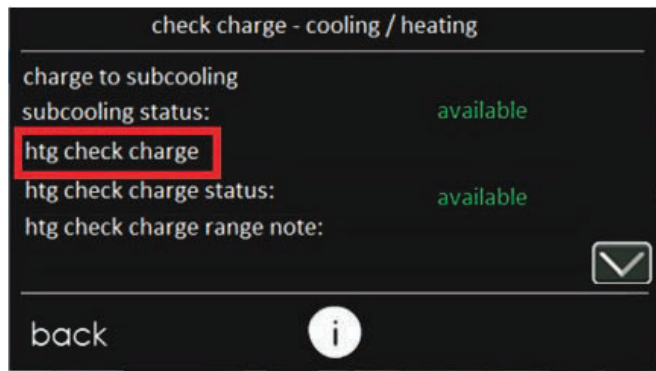 check charge - cooling / heating
charge to subcooling
subcooling status: available
htg check charge
htg check charge status: available
htg check charge range note:
back
i